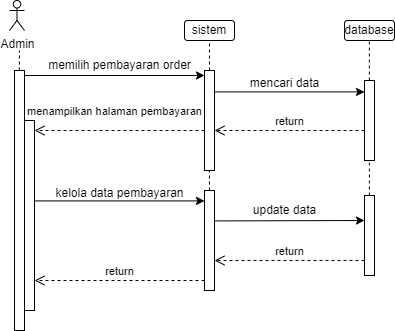 sistem
database
Admin
memilih pembayaran order
mencari data
menampilkan halaman pembayaran
return
kelola data pembayaran
update data
return
return